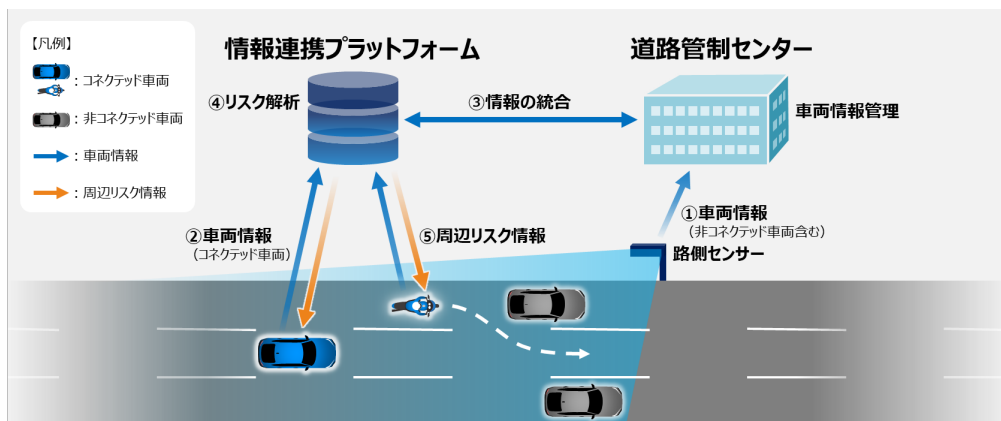 【凡例】
：コネクテッド車両
：非コネクテッド車両
：車両情報
：周辺リスク情報
情報連携プラットフォーム
道路管制センター
④リスク解析
③情報の統合
車両情報管理
①車両情報
（非コネクテッド車両含む）
②車両情報
（コネクテッド車両）
⑤周辺リスク情報
路側センサー